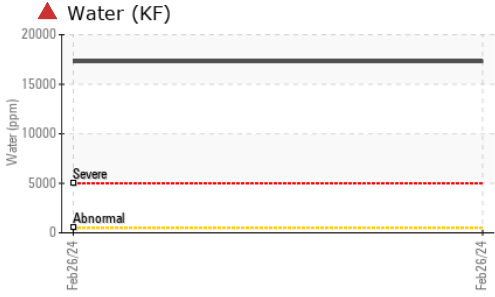 Water (KF)
20000
15000
10000
5000
0
Water (ppm)
Severe
Abnormal
Feb26/24
Feb26/24